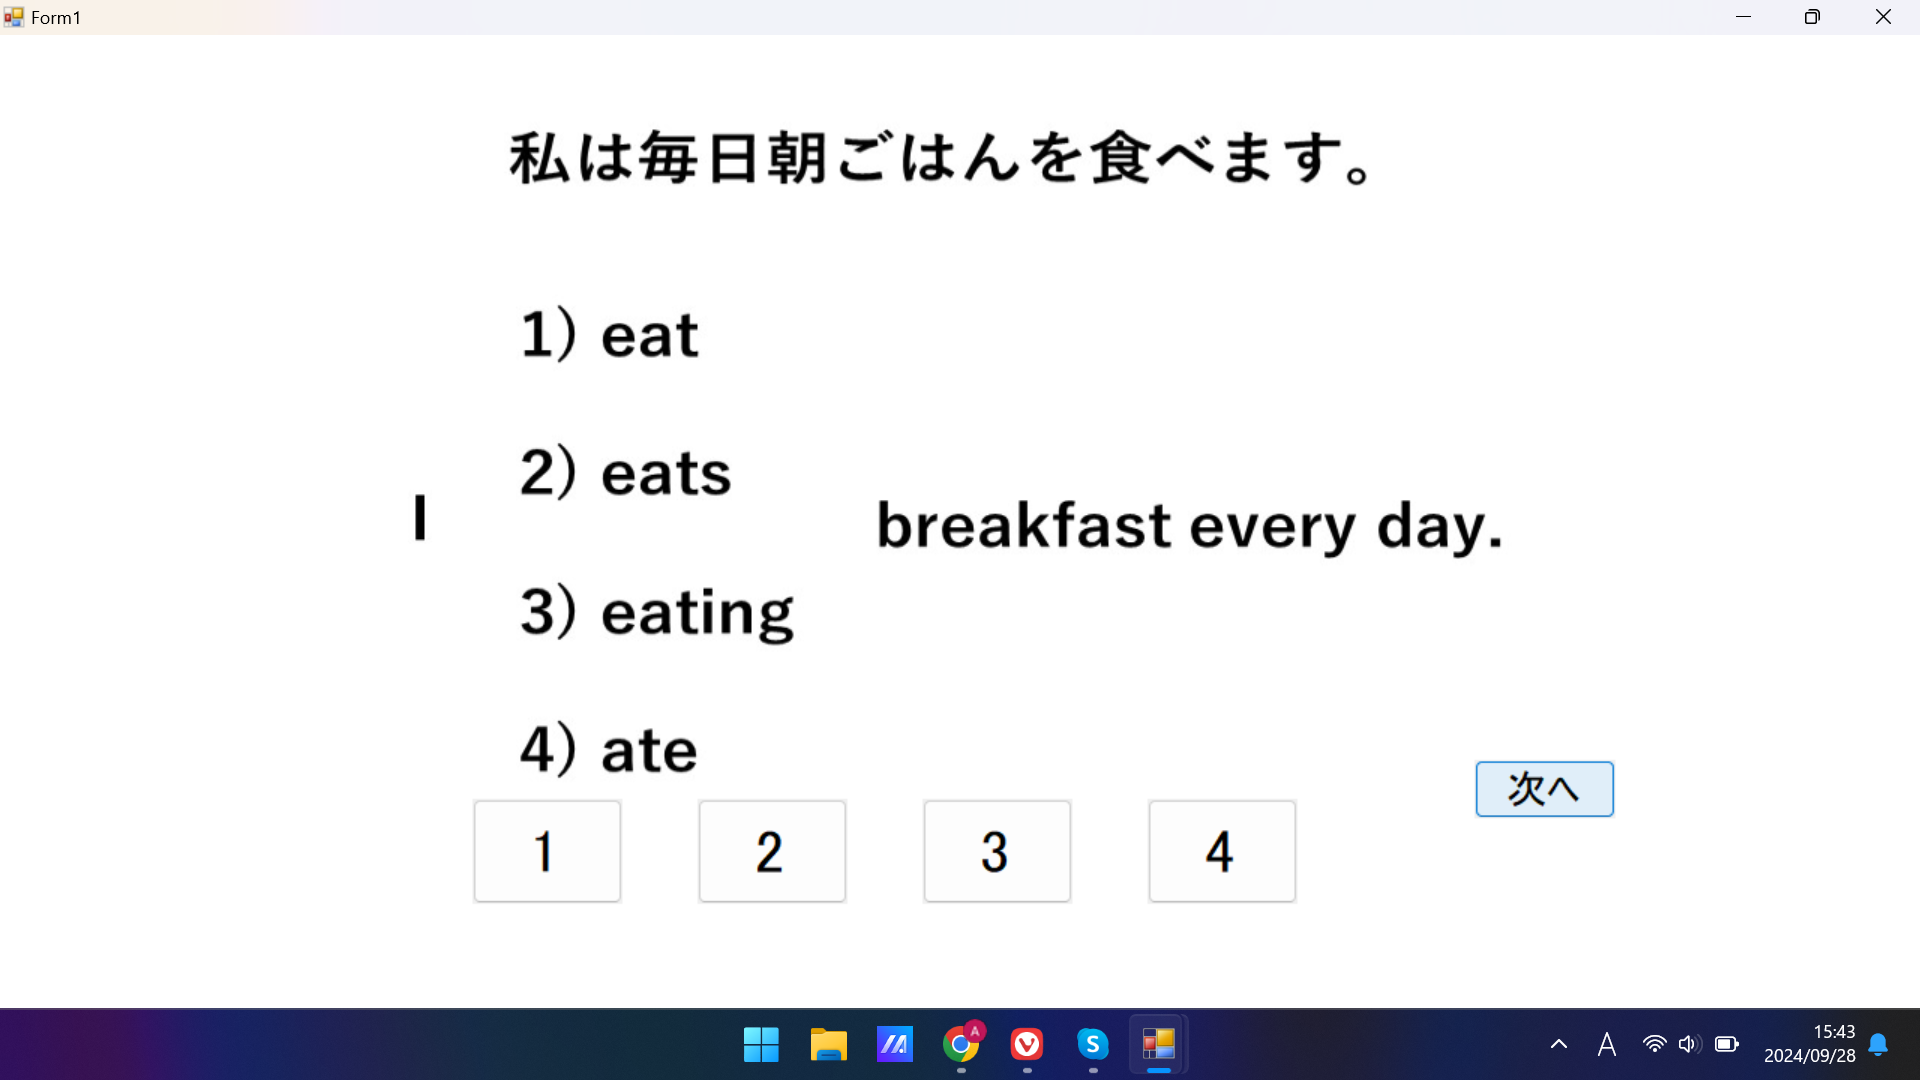 Form1
私は毎日朝ごはんを食べます。
1) eat
2) eats
I
breakfast every day.
3) eating
4) ate
次へ
1
2
3
4
A
S
A
15:43
2024/09/28